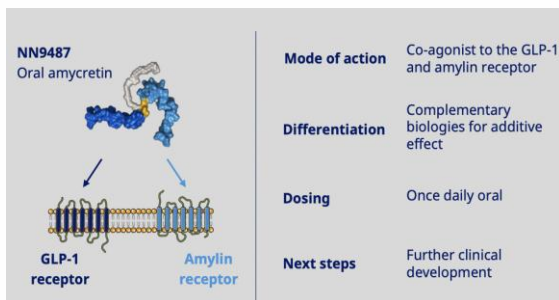 NN9487
Oral amycretin
GLP-1
receptor
Amylin
receptor
Mode of action
Co-agonist to the GLP-1
and amylin receptor
Differentiation
Complementary
biologies for additive
effect
Dosing
Once daily oral
Next steps
Further clinical
development